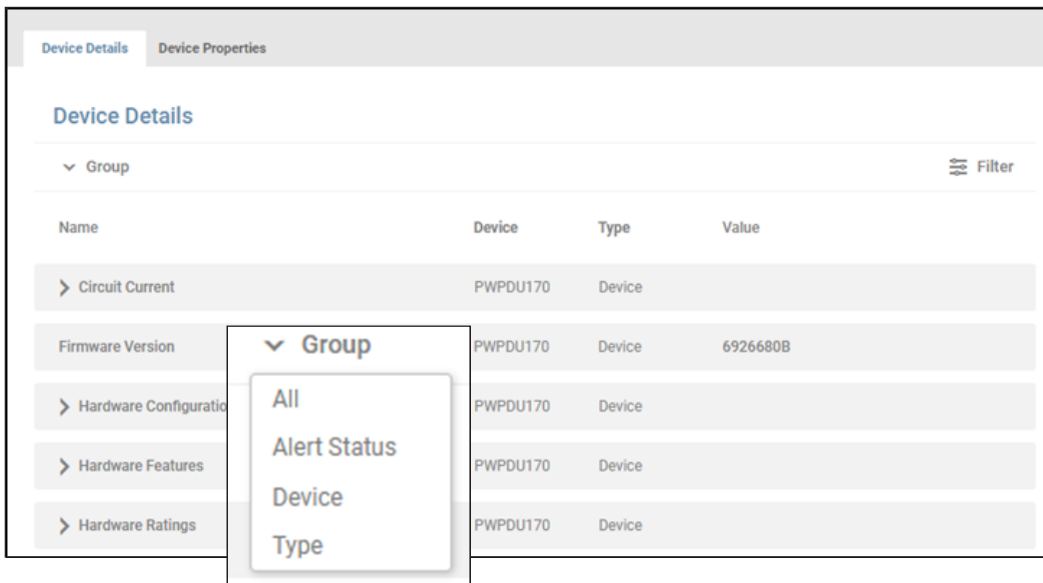 Device Details Device Properties
Device Details
Group Filter
Name Device Type Value
Circuit Current PWPDU170 Device
Firmware Version PWPDU170 Device 6926680B
Hardware Configuratio PWPDU170 Device
Hardware Features PWPDU170 Device
Hardware Ratings PWPDU170 Device
Group
All
Alert Status
Device
Type